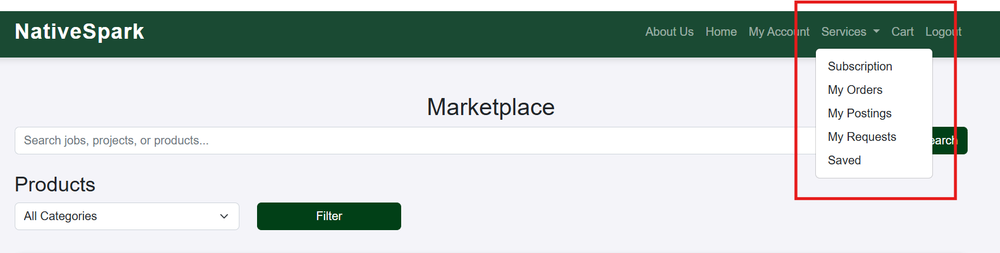 NativeSpark
About Us Home My Account Services Cart Logout
Subscription
My Orders
My Postings
My Requests
Saved
Marketplace
Search jobs, projects, or products...
earch
Products
All Categories
Filter